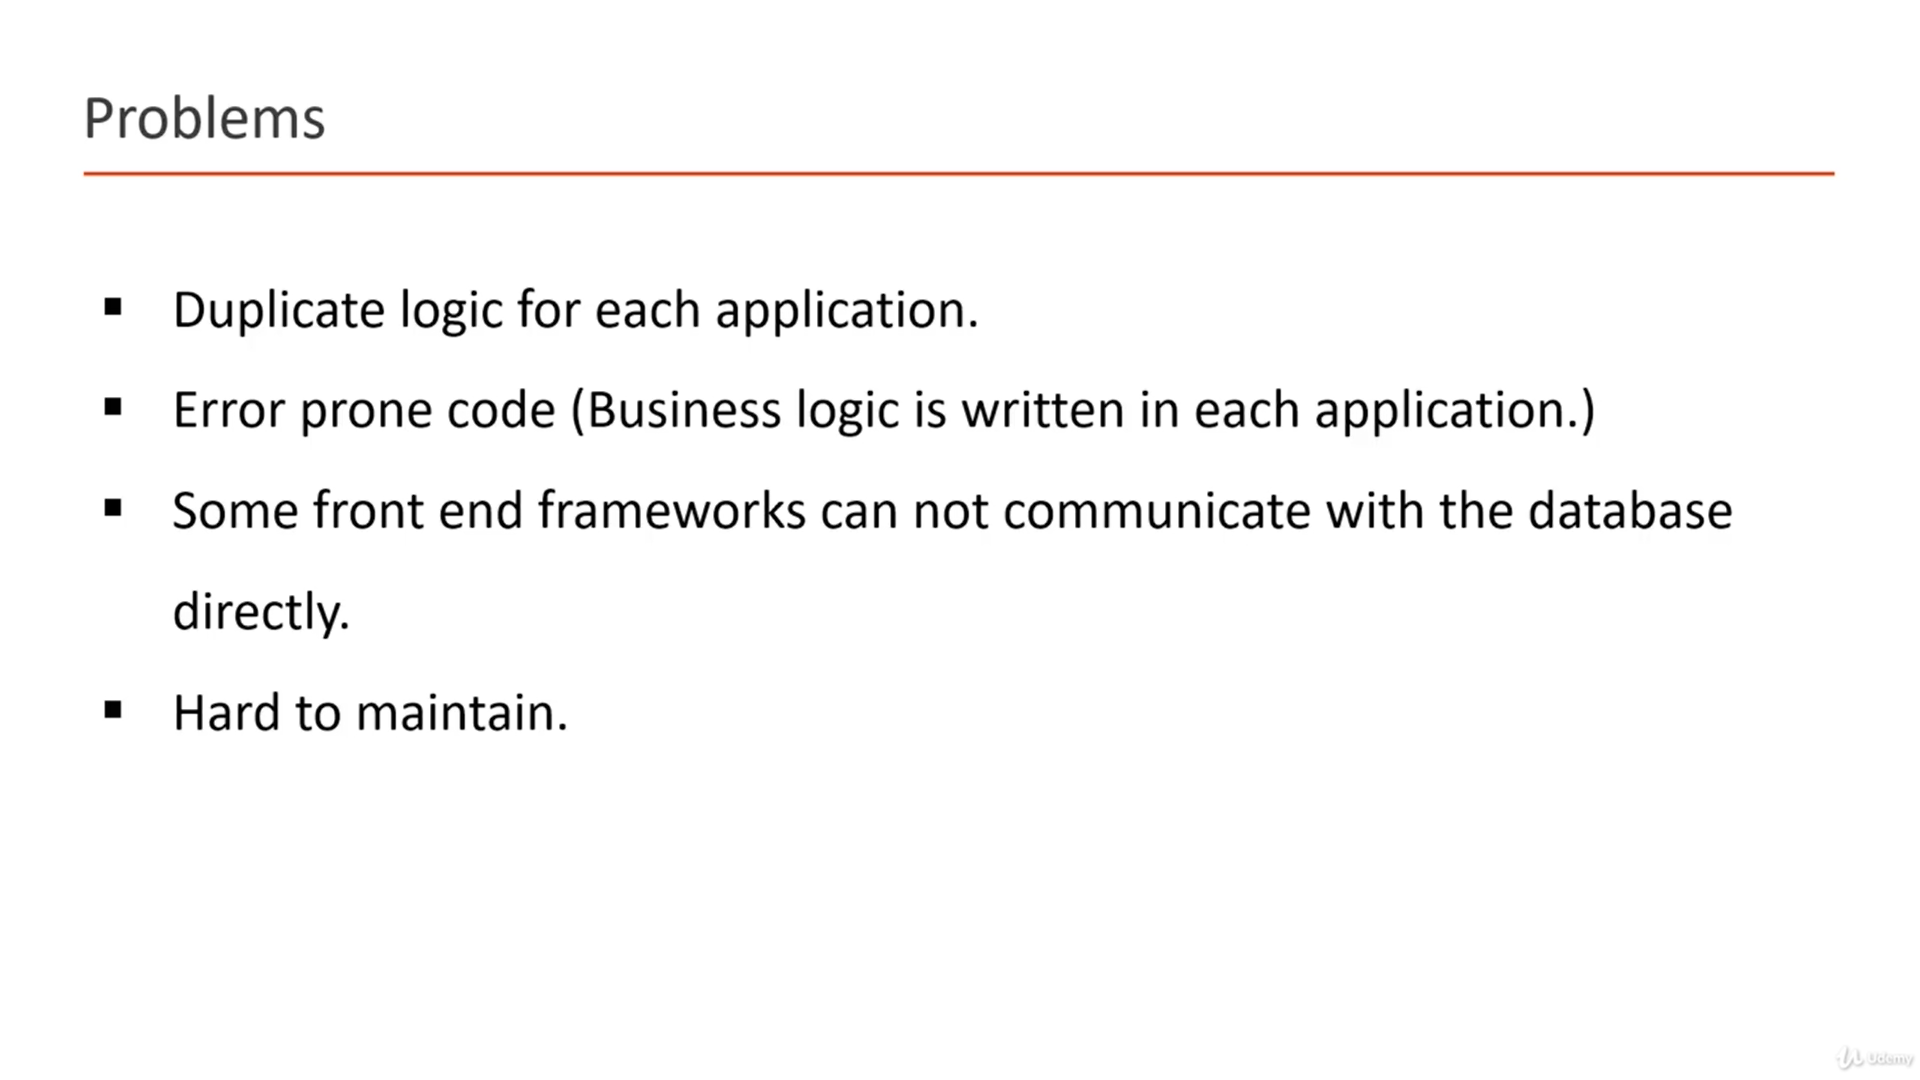 Problems
▪ Duplicate logic for each application.
▪ Error prone code (Business logic is written in each application.)
▪ Some front end frameworks can not communicate with the database
directly.
▪ Hard to maintain.
Udemy